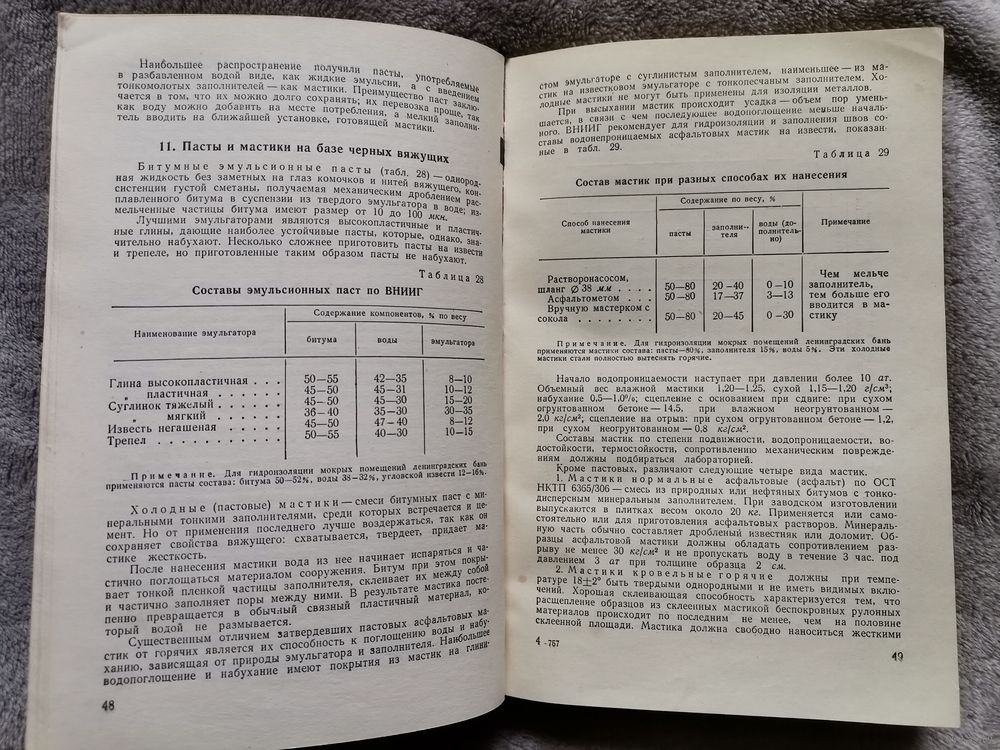 Наибольшее распространение получили пасты, употребляемые
в разбавленном водой виде, как жидкие эмульсии, а с введением
тонкомолотых заполнителей — как мастики. Преимущество паст заклю-
чается в том, что их можно долго сохранять; их перевозка проще, так
как воду можно добавить на месте потребления, а мелкий заполни-
тель вводить на ближайшей установке, готовящей мастики.
11. Пасты и мастики на базе черных вяжущих
Битумные эмульсионные пасты (табл. 28) — однород-
ная жидкость без заметных на глаз комочков и нитей вяжущего, кон-
систенции густой сметаны, получаемая механическим дроблением рас-
плавленного битума в суспензии из твердого эмульгатора в воде; из-
мельченные частицы битума имеют размер от 10 до 100 мкн.
Лучшими эмульгаторами являются высокопластичные и пластич-
ные глины, дающие наиболее устойчивые пасты, которые, однако, зна-
чительно набухают. Несколько сложнее приготовить пасты на извести
и трепеле, но приготовленные таким образом пасты не набухают.
Таблица 28
Составы эмульсионных паст по ВНИИГ
Наименование эмульгатора
Содержание компонентов, % по весу
битума воды эмульгатора
Глина высокопластичная . . . 50—55 42—35 8—10
„ пластичная . . . . . . 45—50 45—31 10—12
Суглинок тяжелый . . . . . . 45—50 45—30 15—20
„ мягкий . . . . . . 36—40 35—30 30—35
Известь негашеная . . . . . . 45—50 47—40 8—12
Трепел . . . . . . . . . . . 50—55 40—30 10—15
Примечание. Для гидроизоляции мокрых помещений ленинградских бань
применяются пасты состава: битума 50—52%, воды 38—32%, угловской извести 12—16%.
Холодные (пастовые) мастики — смеси битумных паст с ми-
неральными тонкими заполнителями, среди которых встречается и це-
мент. Но от применения последнего лучше воздержаться, так как он
сохраняет свойства вяжущего: схватывается, твердеет, придает ма-
стике жесткость.
После нанесения мастики вода из нее начинает испаряться и ча-
стично поглощаться материалом сооружения. Битум при этом покры-
вает тонкой пленкой частицы заполнителя, склеивает их между собой
и частично заполняет поры между ними. В результате мастика посте-
пенно превращается в обычный связный пластичный материал, ко-
торый водой не размывается.
Существенным отличием затвердевших пастовых асфальтовых ма-
стик от горячих является их способность к поглощению воды и набу-
ханию, зависящая от природы эмульгатора и заполнителя. Наибольшее
водопоглощение и набухание имеют покрытия из мастик на глини-
48
стом эмульгаторе с суглинистым заполнителем, наименьшее — из ма-
стик на известковом эмульгаторе с тонкопесчаным заполнителем. Хо-
лодные мастики не могут быть применены для изоляции металлов.
При высыхании мастик происходит усадка — объем пор умень-
шается, в связи с чем последующее водопоглощение меньше началь-
ного. ВНИИГ рекомендует для гидроизоляции и заполнения швов со-
ставы водонепроницаемых асфальтовых мастик на извести, показан-
ные в табл. 29.
Таблица 29
Состав мастик при разных способах их нанесения
Способ нанесения
мастики
Содержание по весу, %
пасты
заполни-
теля
воды (до-
полнитель-
но)
Примечание
Растворонасосом,
шланг ∅ 38 мм . . . . 50—80 20—40 0—10
Асфальтометом . . . 50—80 17—37 3—13
Вручную мастерком с
сокола . . . . . . . . 50—80 20—45 0—30
Чем мельче
заполнитель,
тем больше его
вводится в ма-
стику
Примечание. Для гидроизоляции мокрых помещений ленинградских бань
применяются мастики состава: пасты—80%, заполнителя 15%, воды 5%. Эти холодные
мастики стали полностью вытеснять горячие.
Начало водопроницаемости наступает при давлении более 10 ат.
Объемный вес влажной мастики 1,20—1,25, сухой 1,15—1,20 г/см³;
набухание 0,5—1,0%; сцепление с основанием при сдвиге: при сухом
огрунтованном бетоне — 14,5, при влажном неогрунтованном —
2,0 кг/см²; сцепление на отрыв: при сухом огрунтованном бетоне — 1,2,
при сухом неогрунтованном — 0,8 кг/см².
Составы мастик по степени подвижности, водопроницаемости, во-
достойкости, термостойкости, сопротивлению механическим поврежде-
ниям должны подбираться лабораторией.
Кроме пастовых, различают следующие четыре вида мастик.
1. Мастики нормальные асфальтовые (асфальт) по ОСТ
НКТП 6365/306 — смесь из природных или нефтяных битумов с тонко-
дисперсным минеральным заполнителем. При заводском изготовлении
выпускаются в плитках весом около 20 кг. Применяется или само-
стоятельно или для приготовления асфальтовых растворов. Минераль-
ную часть обычно составляет дробленый известняк или доломит. Об-
разцы асфальтовой мастики должны обладать сопротивлением раз-
рыву не менее 30 кг/см² и не пропускать воду в течение 3 час. под
давлением 3 ат при толщине образца 2 см.
2. Мастики кровельные горячие должны при темпе-
ратуре 18±2° быть твердыми однородными и не иметь видимых вклю-
чений. Хорошая склеивающая способность характеризуется тем, что
расщепление образцов из склеенных мастикой беспокровных рулонных
материалов происходит по последним не менее, чем на половине
склеенной площади. Мастика должна свободно наноситься жесткими
4 -757
49